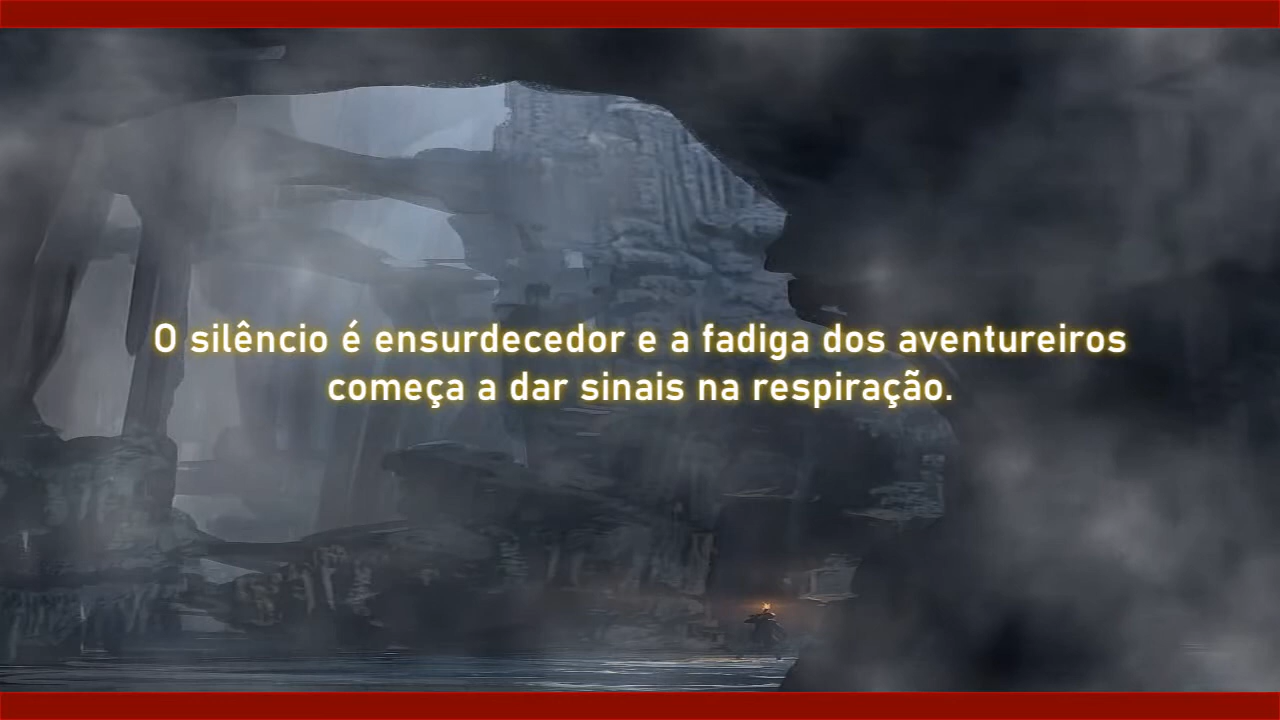 O silêncio é ensurdecedor e a fadiga dos aventureiros
começa a dar sinais na respiração.